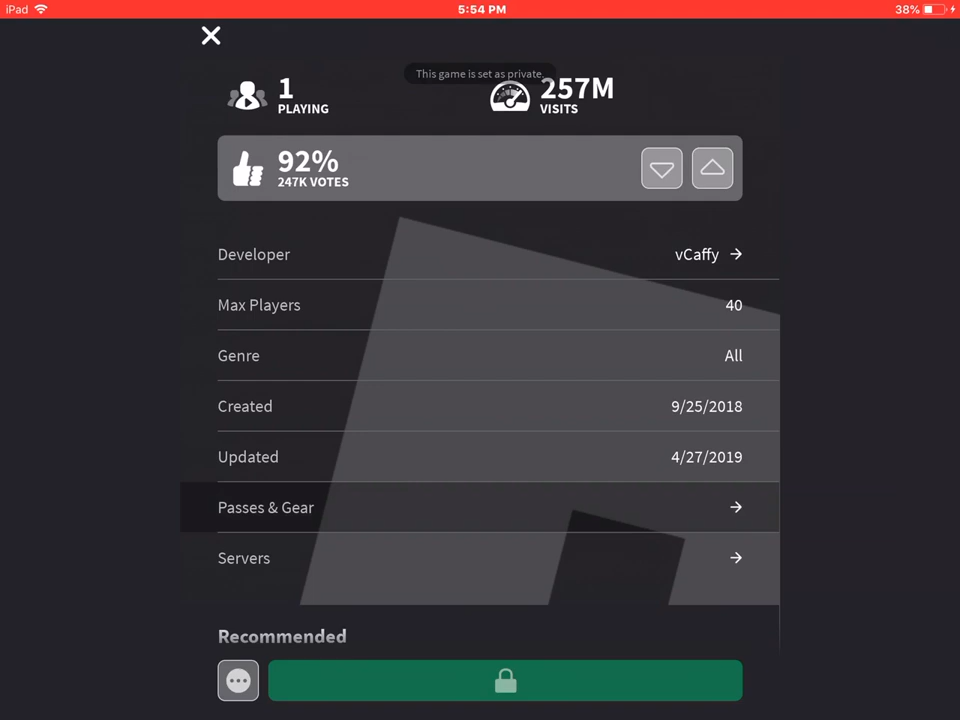 iPad 5:54 PM 38%
This game is set as private.
1 257M
PLAYING VISITS
92%
247K VOTES
Developer vCaffy
Max Players 40
Genre All
Created 9/25/2018
Updated 4/27/2019
Passes & Gear
Servers
Recommended